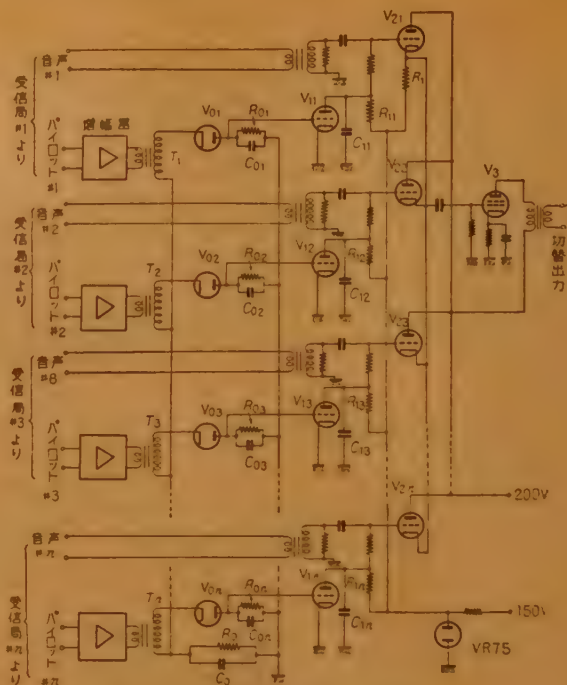 受信局#1より
音声
#1
パイロット
#1
増幅器
T1
V01
R01
C01
V11
R11
C11
V21
R1
受信局#2より
音声
#2
パイロット
#2
T2
V02
R02
C02
V12
R12
C12
V22
V3
切替出力
受信局#3より
音声
#8
パイロット
#3
T3
V03
R03
C03
V13
R13
C13
V23
受信局#nより
音声
#n
パイロット
#n
Tn
V0n
R0n
C0n
R0
C0
V1n
R1n
C1n
V2n
200V
150V
VR75